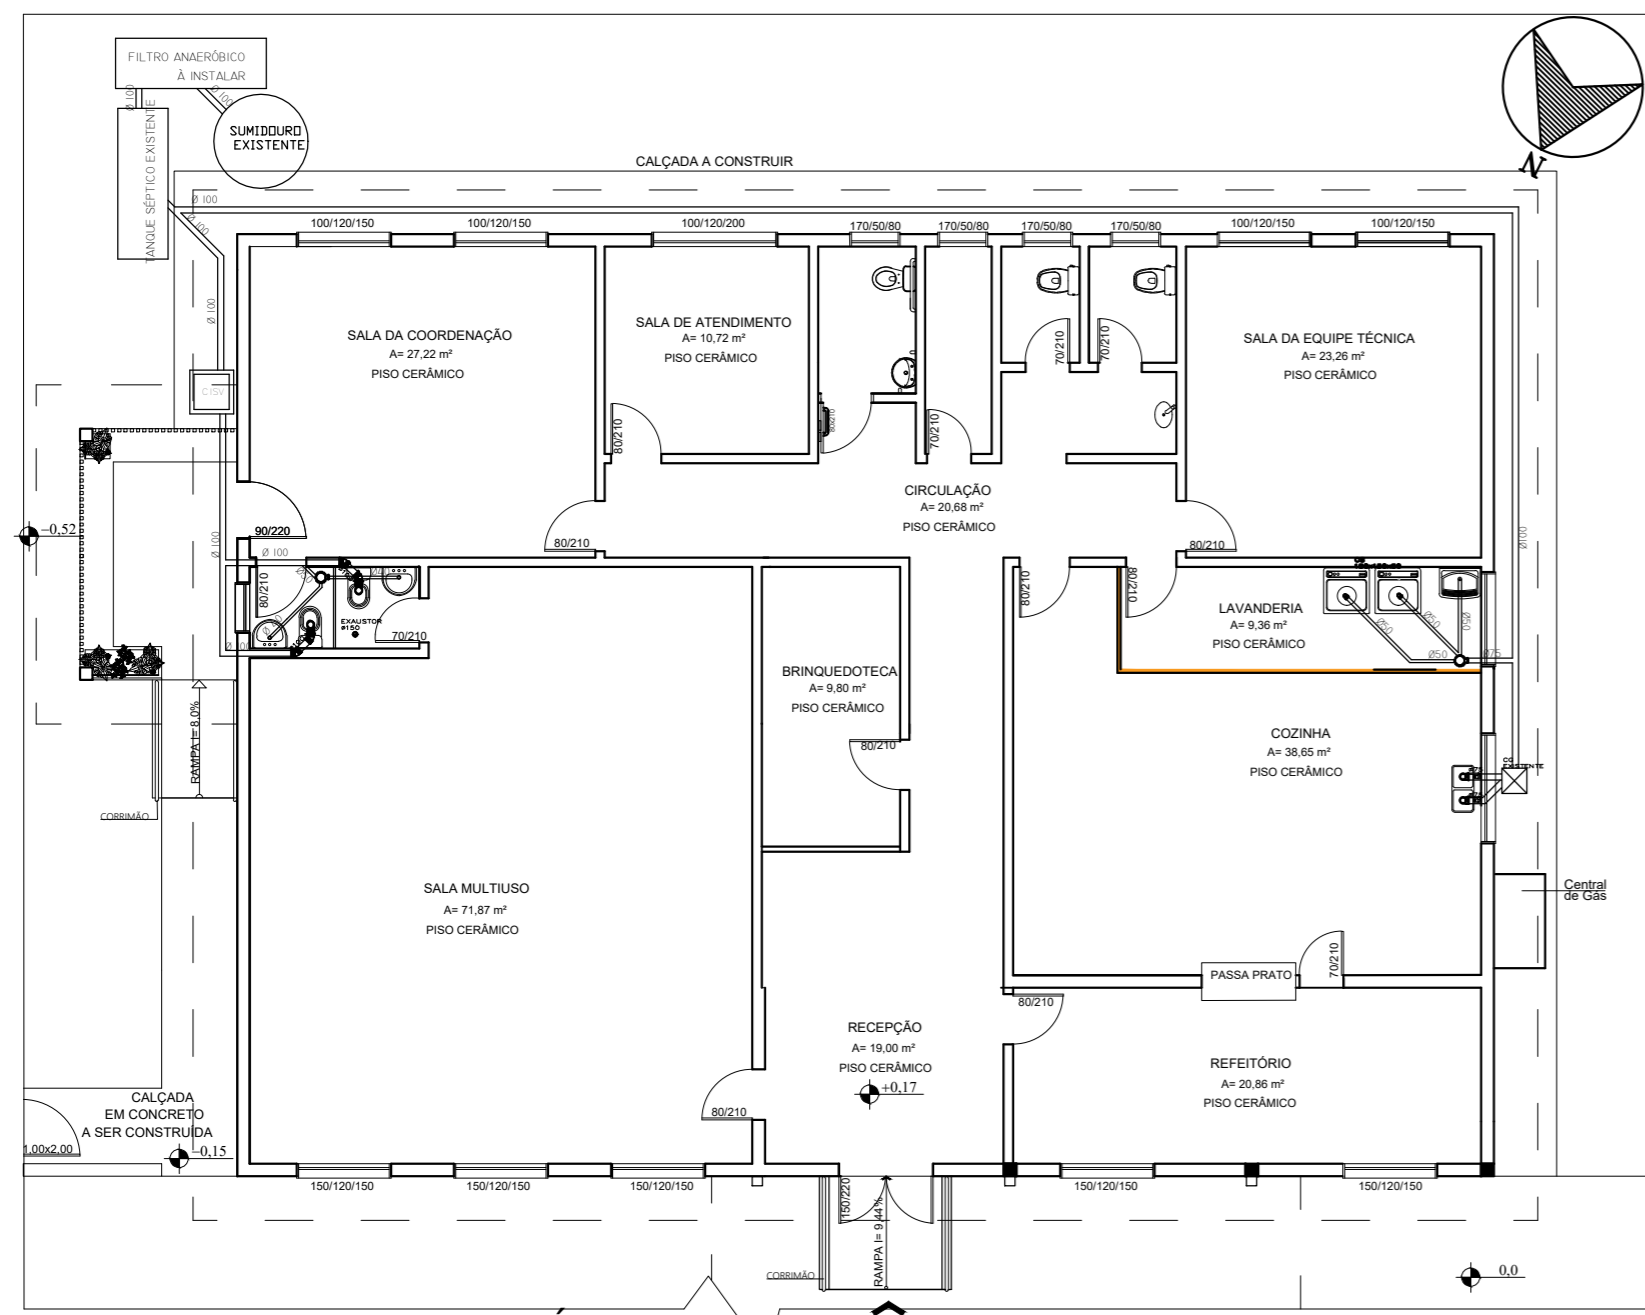 FILTRO ANAERÓBICO
À INSTALAR
Ø 100
Ø 100
TANQUE SÉPTICO EXISTENTE
SUMIDOURO
EXISTENTE
N
CALÇADA A CONSTRUIR
Ø 100
Ø 100
100/120/150
100/120/150
100/120/200
170/50/80
170/50/80
170/50/80
170/50/80
100/120/150
100/120/150
Ø 100
SALA DA COORDENAÇÃO
A= 27,22 m²
PISO CERÂMICO
SALA DE ATENDIMENTO
A= 10,72 m²
PISO CERÂMICO
70/210
70/210
SALA DA EQUIPE TÉCNICA
A= 23,26 m²
PISO CERÂMICO
80/210
80x210
70/210
CIRCULAÇÃO
A= 20,68 m²
PISO CERÂMICO
−0,52
90/220
80/210
80/210
Ø 100
Ø 100
Ø100
80/210
Ø50
Ø40
EXAUSTOR
ø150
70/210
Ø 100
80/210
80/210
LAVANDERIA
A= 9,36 m²
PISO CERÂMICO
Ø50
Ø50
Ø50
Ø50
Ø75
BRINQUEDOTECA
A= 9,80 m²
PISO CERÂMICO
80/210
RAMPA I= 8,0%
CORRIMÃO
COZINHA
A= 38,65 m²
PISO CERÂMICO
EXISTENTE
SALA MULTIUSO
A= 71,87 m²
PISO CERÂMICO
Central
de Gás
PASSA PRATO
70/210
80/210
RECEPÇÃO
A= 19,00 m²
PISO CERÂMICO
+0,17
REFEITÓRIO
A= 20,86 m²
PISO CERÂMICO
80/210
CALÇADA
EM CONCRETO
A SER CONSTRUÍDA
1,00x2,00
−0,15
150/120/150
150/120/150
150/120/150
150/220
150/120/150
150/120/150
RAMPA I= 9,44%
CORRIMÃO
0,0